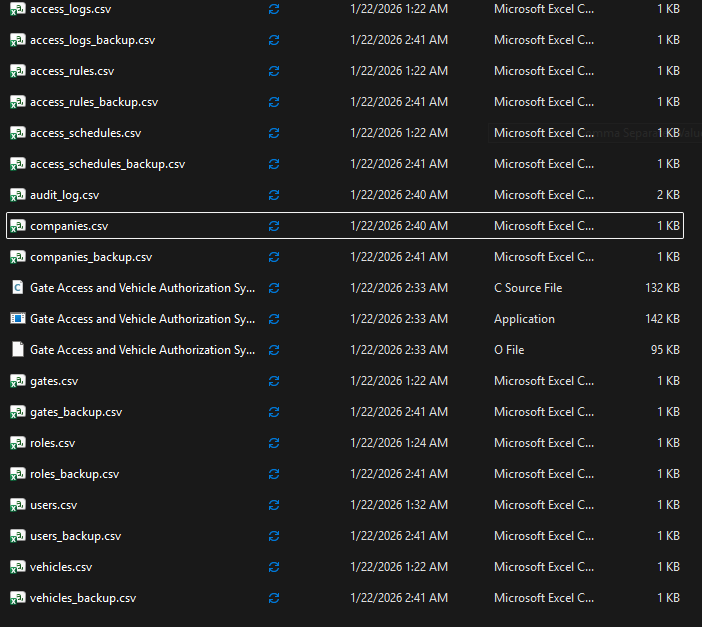 access_logs.csv 1/22/2026 1:22 AM Microsoft Excel C... 1 KB
access_logs_backup.csv 1/22/2026 2:41 AM Microsoft Excel C... 1 KB
access_rules.csv 1/22/2026 1:22 AM Microsoft Excel C... 1 KB
access_rules_backup.csv 1/22/2026 2:41 AM Microsoft Excel C... 1 KB
access_schedules.csv 1/22/2026 1:22 AM Microsoft Excel C... 1 KB
access_schedules_backup.csv 1/22/2026 2:41 AM Microsoft Excel C... 1 KB
audit_log.csv 1/22/2026 2:40 AM Microsoft Excel C... 2 KB
companies.csv 1/22/2026 2:40 AM Microsoft Excel C... 1 KB
companies_backup.csv 1/22/2026 2:41 AM Microsoft Excel C... 1 KB
Gate Access and Vehicle Authorization Sy... 1/22/2026 2:33 AM C Source File 132 KB
Gate Access and Vehicle Authorization Sy... 1/22/2026 2:33 AM Application 142 KB
Gate Access and Vehicle Authorization Sy... 1/22/2026 2:33 AM O File 95 KB
gates.csv 1/22/2026 1:22 AM Microsoft Excel C... 1 KB
gates_backup.csv 1/22/2026 2:41 AM Microsoft Excel C... 1 KB
roles.csv 1/22/2026 1:24 AM Microsoft Excel C... 1 KB
roles_backup.csv 1/22/2026 2:41 AM Microsoft Excel C... 1 KB
users.csv 1/22/2026 1:32 AM Microsoft Excel C... 1 KB
users_backup.csv 1/22/2026 2:41 AM Microsoft Excel C... 1 KB
vehicles.csv 1/22/2026 1:22 AM Microsoft Excel C... 1 KB
vehicles_backup.csv 1/22/2026 2:41 AM Microsoft Excel C... 1 KB